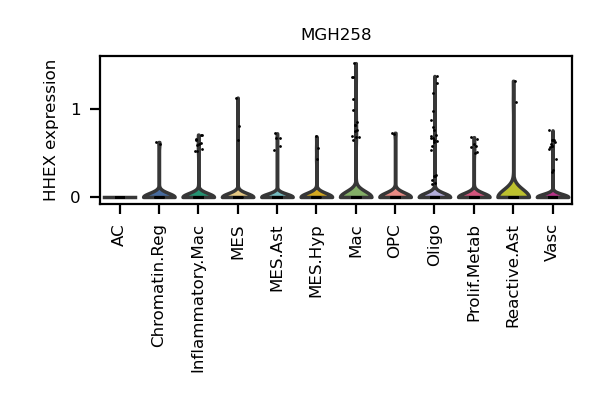 MGH258
HHEX expression
1
0
AC
Chromatin.Reg
Inflammatory.Mac
MES
MES.Ast
MES.Hyp
Mac
OPC
Oligo
Prolif.Metab
Reactive.Ast
Vasc